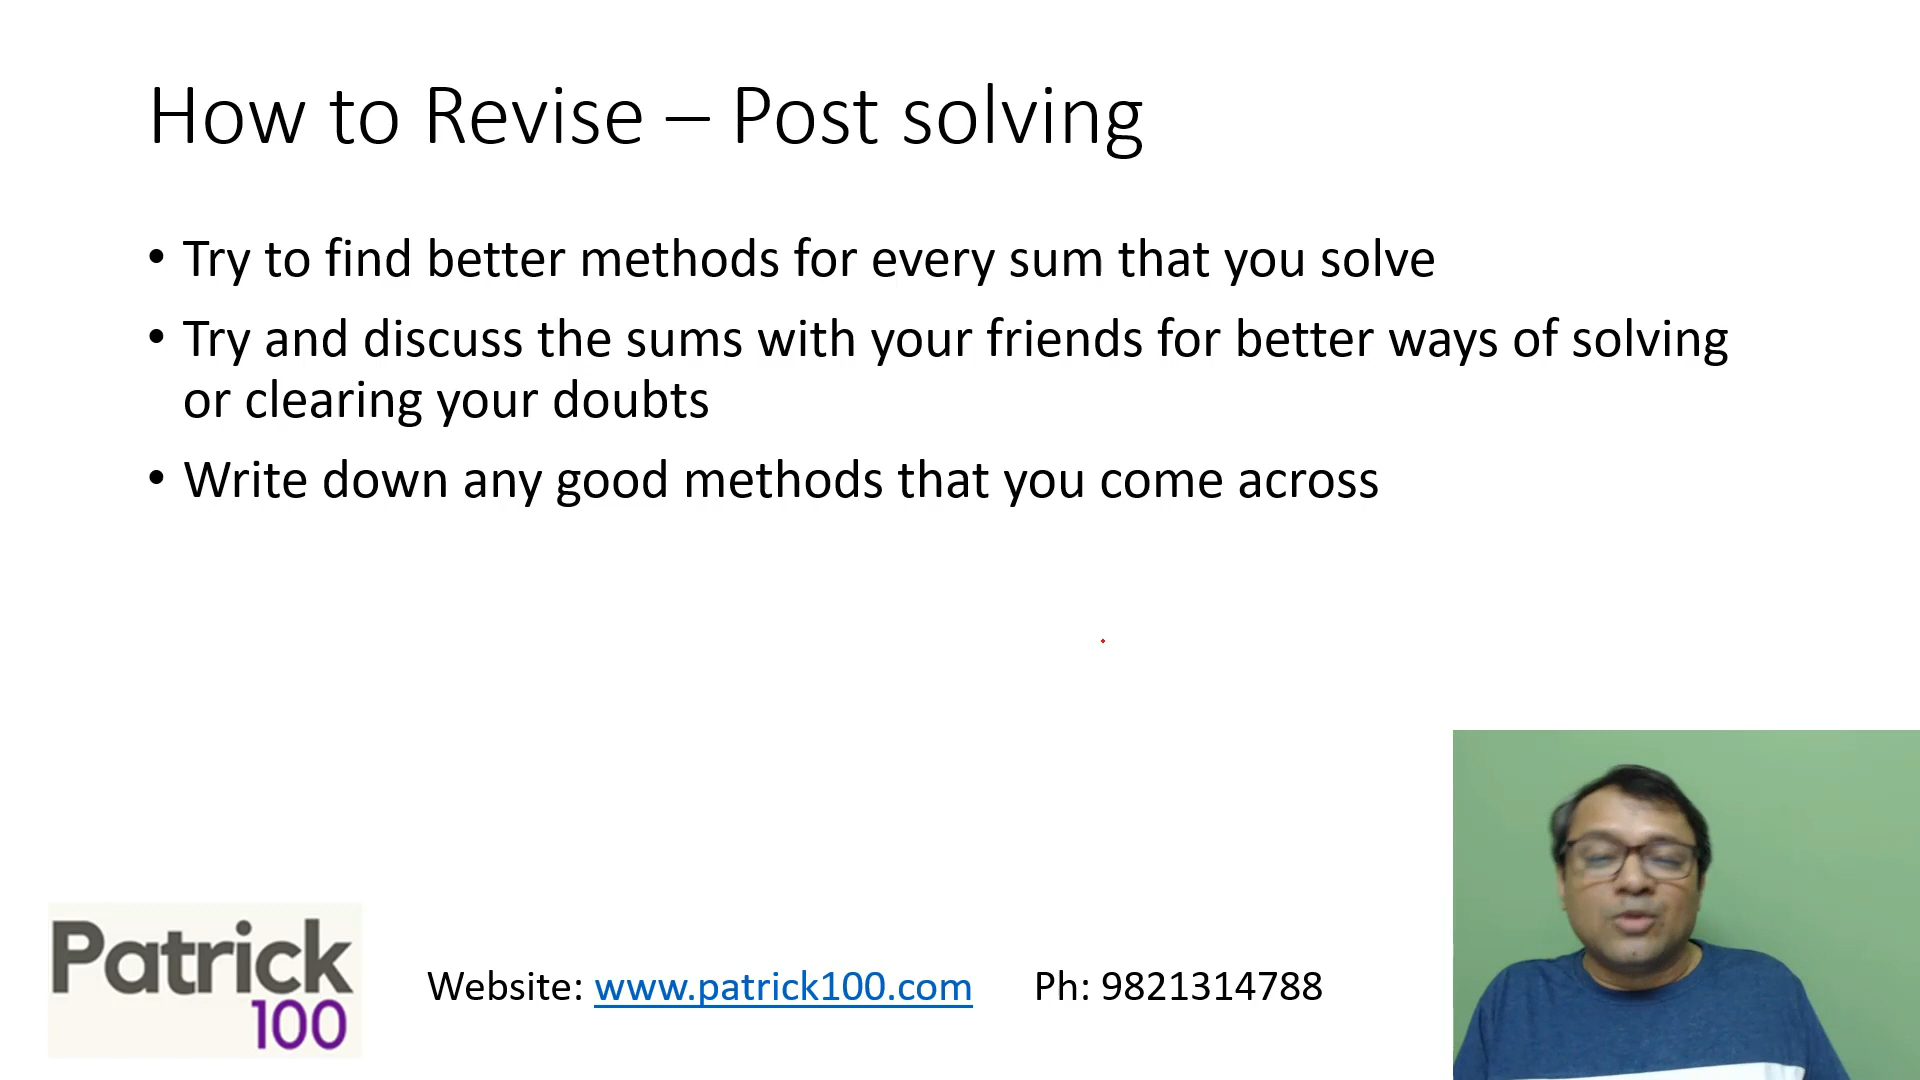 How to Revise – Post solving
• Try to find better methods for every sum that you solve
• Try and discuss the sums with your friends for better ways of solving
or clearing your doubts
• Write down any good methods that you come across
Patrick
100
Website: www.patrick100.com Ph: 9821314788